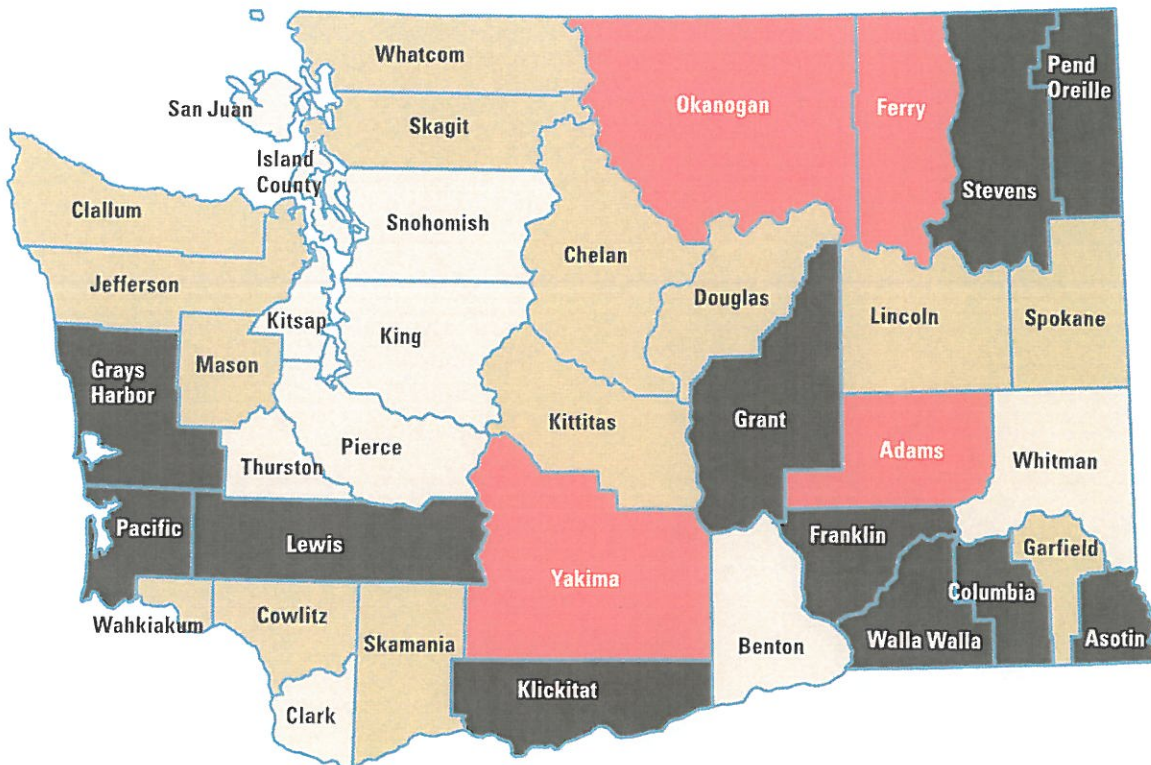 Whatcom
San Juan
Skagit
Island
County
Okanogan
Ferry
Stevens
Pend
Oreille
Clallum
Snohomish
Chelan
Jefferson
Kitsap
King
Douglas
Lincoln
Spokane
Grays
Harbor
Mason
Kittitas
Grant
Adams
Whitman
Pierce
Thurston
Pacific
Lewis
Yakima
Franklin
Garfield
Columbia
Wahkiakum
Cowlitz
Skamania
Benton
Walla Walla
Asotin
Klickitat
Clark